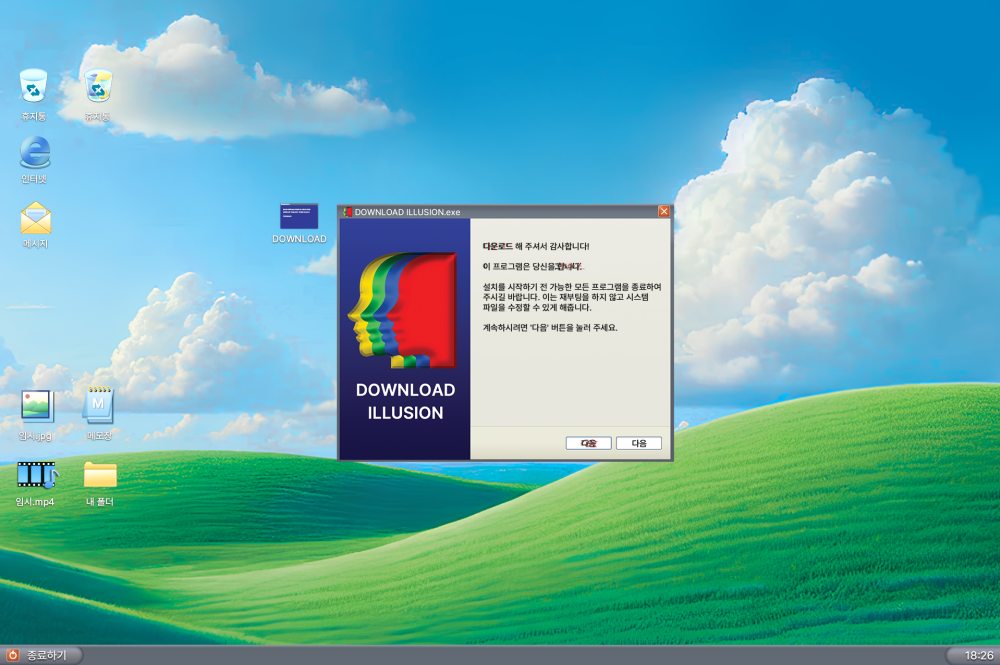 휴지통
휴지통
인터넷
메시지
DOWNLOAD
DOWNLOAD ILLUSION.exe
DOWNLOAD
ILLUSION
다운로드 해 주셔서 감사합니다!
이 프로그램은 당신을
설치를 시작하기 전 가능한 모든 프로그램을 종료하여
주시길 바랍니다. 이는 재부팅을 하지 않고 시스템
파일을 수정할 수 있게 해줍니다.
계속하시려면 '다음' 버튼을 눌러 주세요.
다음
임시.jpg
M
메모장
임시.mp4
내 폴더
종료하기
18:26